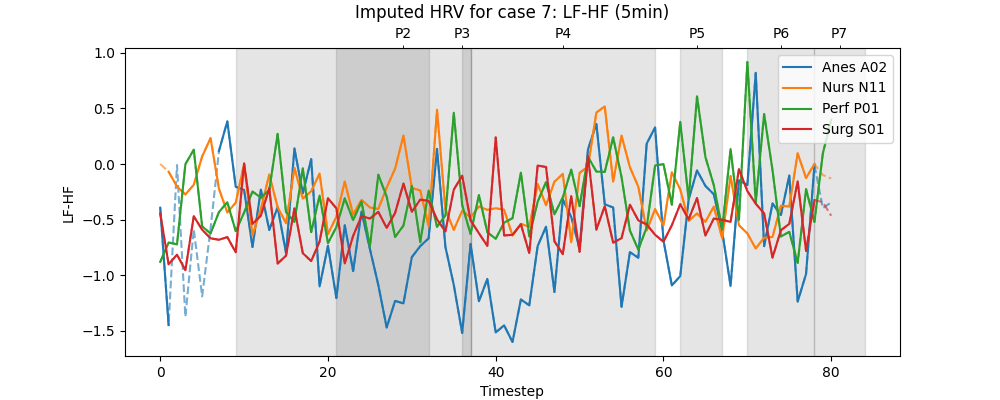 Imputed HRV for case 7: LF-HF (5min)
P2 P3 P4 P5 P6 P7
1.0
0.5
0.0
−0.5
−1.0
−1.5
LF-HF
Anes A02
Nurs N11
Perf P01
Surg S01
0 20 40 60 80
Timestep